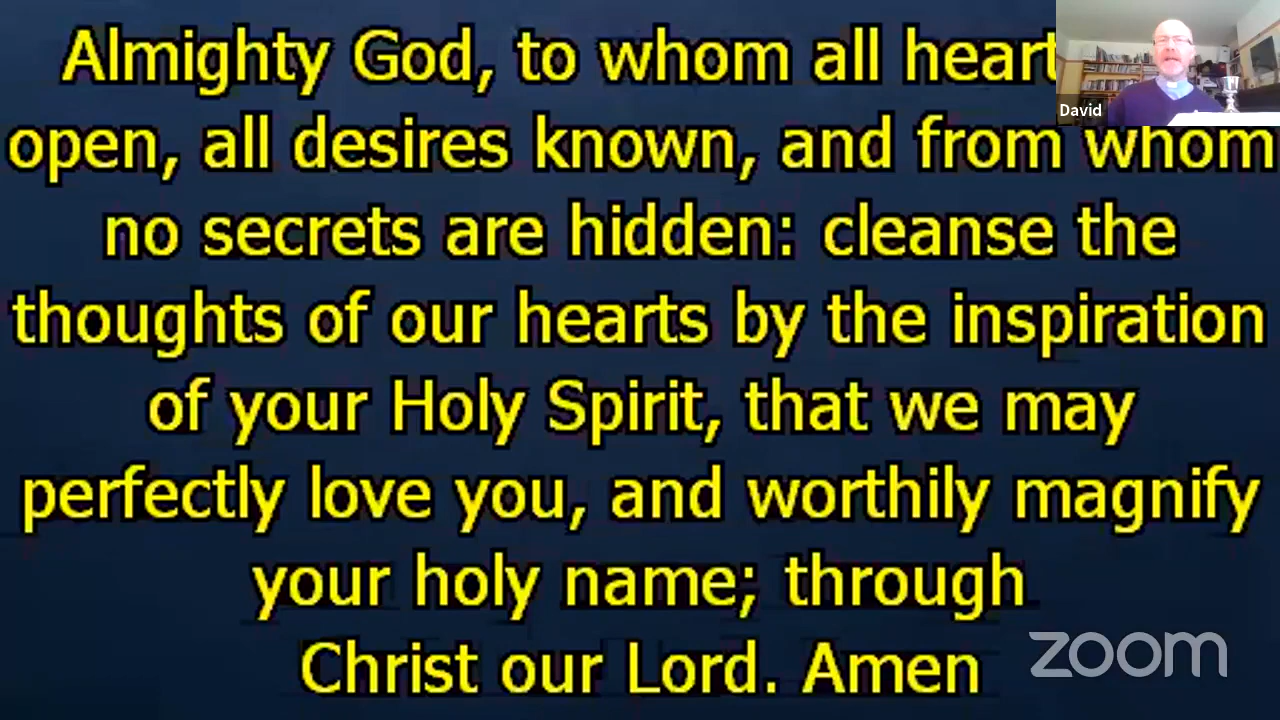 Almighty God, to whom all heart
open, all desires known, and from whom
no secrets are hidden: cleanse the
thoughts of our hearts by the inspiration
of your Holy Spirit, that we may
perfectly love you, and worthily magnify
your holy name; through
Christ our Lord. Amen
David
zoom